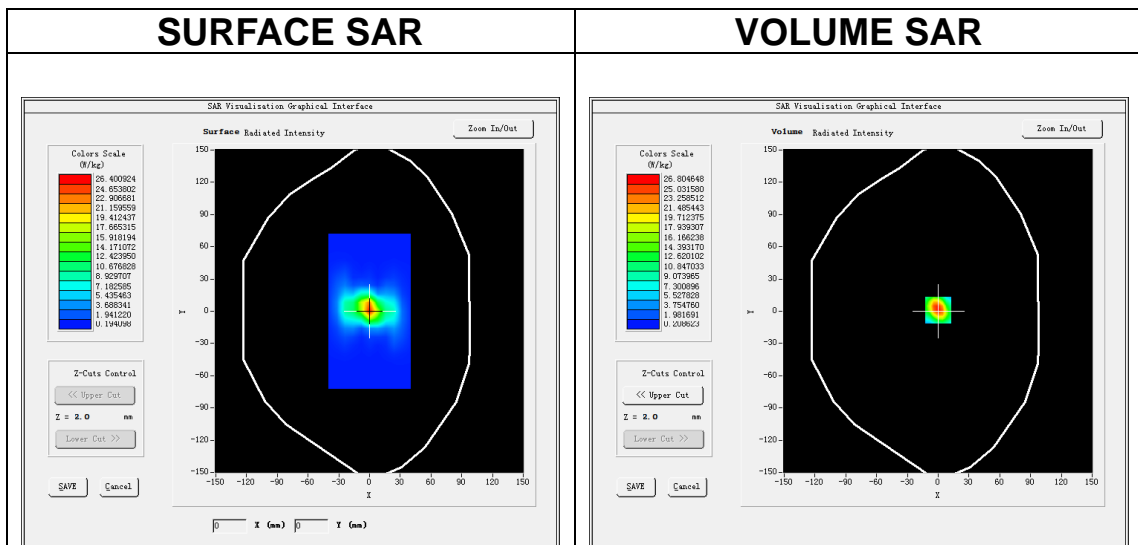 SURFACE SAR
VOLUME SAR
SAR Visualisation Graphical Interface
Surface Radiated Intensity
Zoom In/Out
Colors Scale
(W/kg)
26.400924
24.653802
22.906681
21.159559
19.412437
17.665315
15.918194
14.171072
12.423950
10.676828
8.929707
7.182585
5.435463
3.688341
1.941220
0.194098
Z-Cuts Control
<< Upper Cut
Z = 2.0 mm
Lower Cut >>
SAVE
Cancel
150
120
90
60
30
0
-30
-60
-90
-120
-150
Y
-150 -120 -90 -60 -30 0 30 60 90 120 150
X
0 X (mm) 0 Y (mm)
SAR Visualisation Graphical Interface
Volume Radiated Intensity
Zoom In/Out
Colors Scale
(W/kg)
26.804648
25.031580
23.258512
21.485443
19.712375
17.939307
16.166238
14.393170
12.620102
10.847033
9.073965
7.300896
5.527828
3.754760
1.981691
0.208623
Z-Cuts Control
<< Upper Cut
Z = 2.0 mm
Lower Cut >>
SAVE
Cancel
150
120
90
60
30
0
-30
-60
-90
-120
-150
Y
-150 -120 -90 -60 -30 0 30 60 90 120 150
X